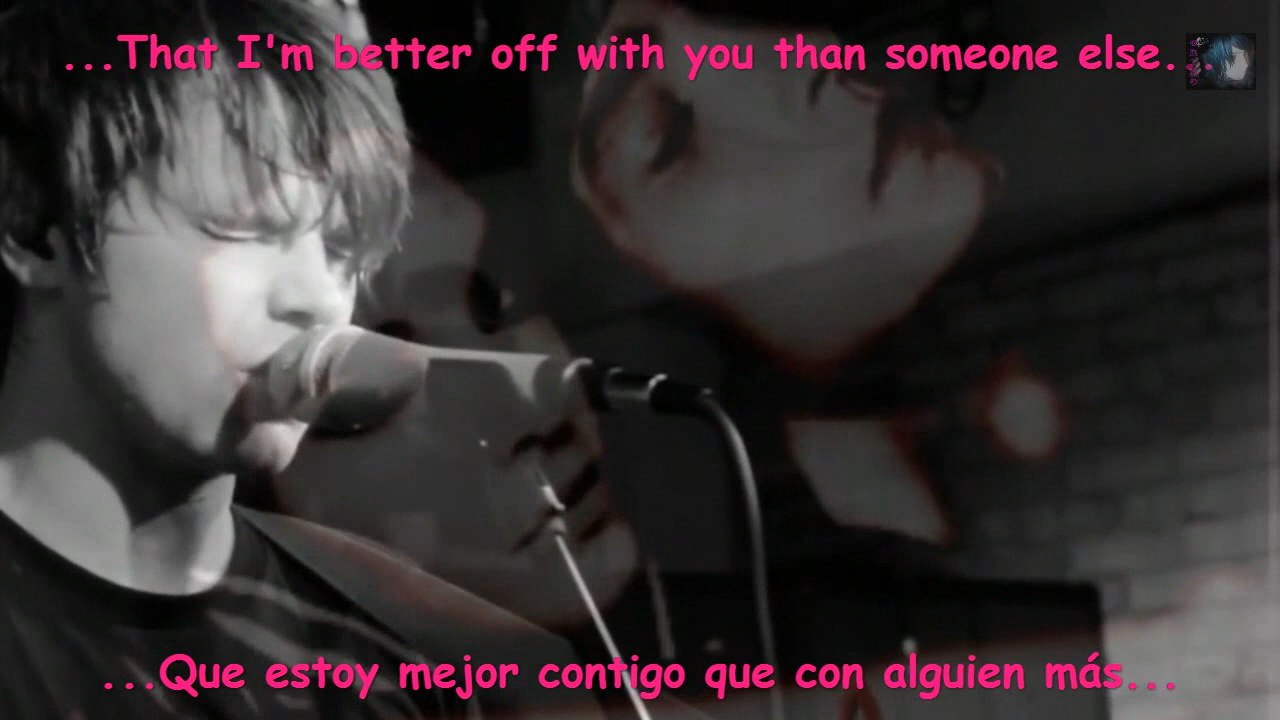 ...That I'm better off with you than someone else...
...Que estoy mejor contigo que con alguien más...